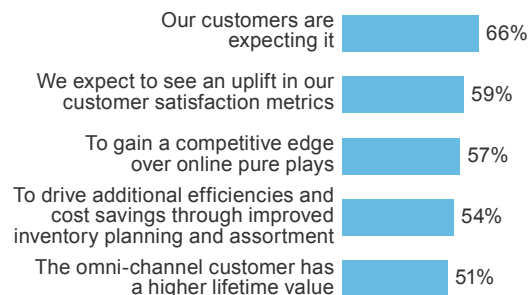 Our customers are
expecting it
66%
We expect to see an uplift in our
customer satisfaction metrics
59%
To gain a competitive edge
over online pure plays
57%
To drive additional efficiencies and
cost savings through improved
inventory planning and assortment
54%
The omni-channel customer has
a higher lifetime value
51%